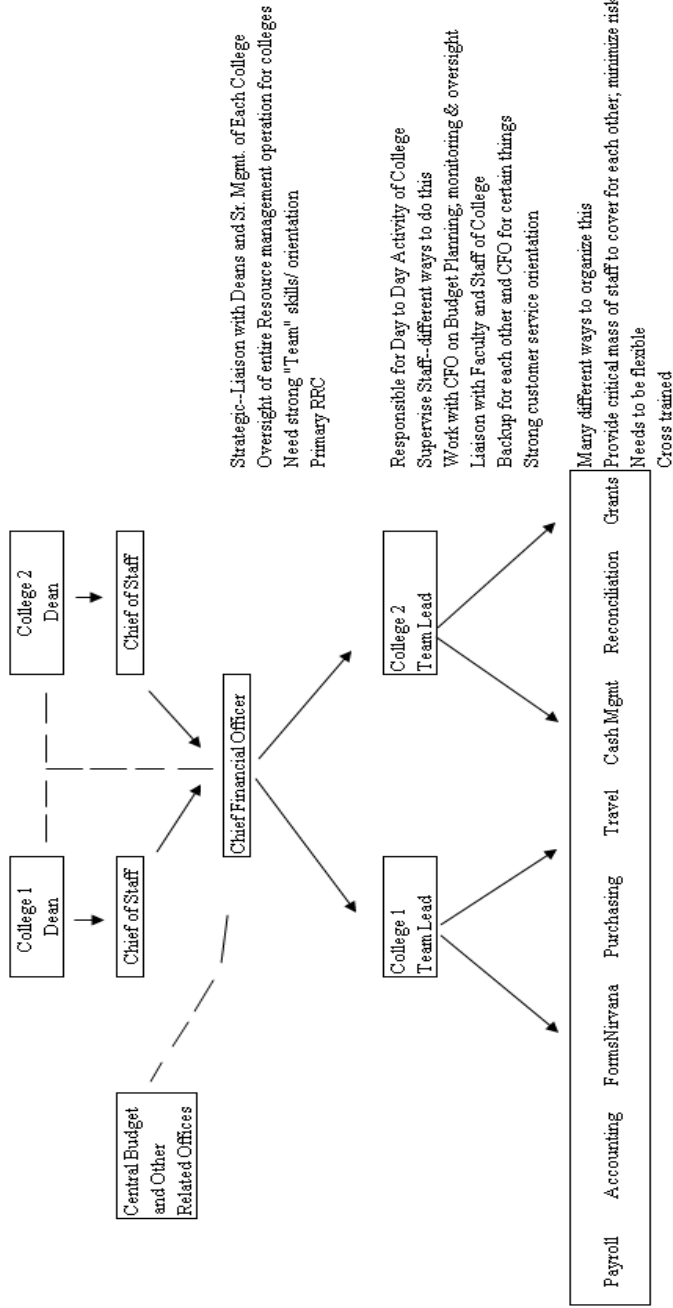 College 1
Dean
College 2
Dean
Chief of Staff
Chief of Staff
Central Budget
and Other
Related Offices
Chief Financial Officer
Strategic--Liaison with Deans and Sr. Mgmt. of Each College
Oversight of entire Resource management operation for colleges
Need strong "Team" skills/ orientation
Primary RRC
College 1
Team Lead
College 2
Team Lead
Responsible for Day to Day Activity of College
Supervise Staff--different ways to do this
Work with CFO on Budget Planning; monitoring & oversight
Liaison with Faculty and Staff of College
Backup for each other and CFO for certain things
Strong customer service orientation
Payroll Accounting FormsNirvana Purchasing Travel Cash Mgmt Reconciliation Grants
Many different ways to organize this
Provide critical mass of staff to cover for each other; minimize risk
Needs to be flexible
Cross trained